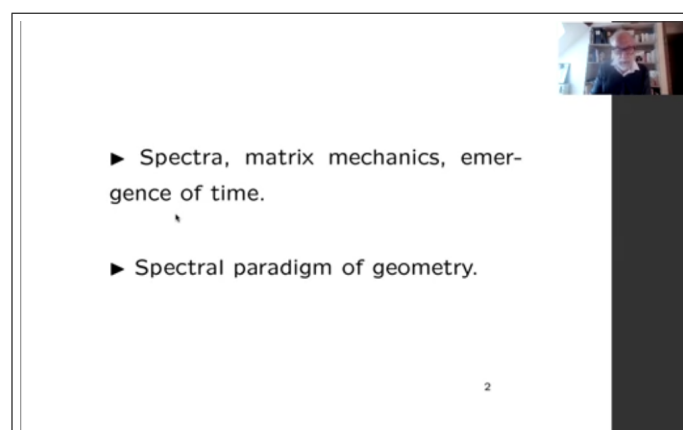 ▶ Spectra, matrix mechanics, emer-
gence of time.
▶ Spectral paradigm of geometry.
2